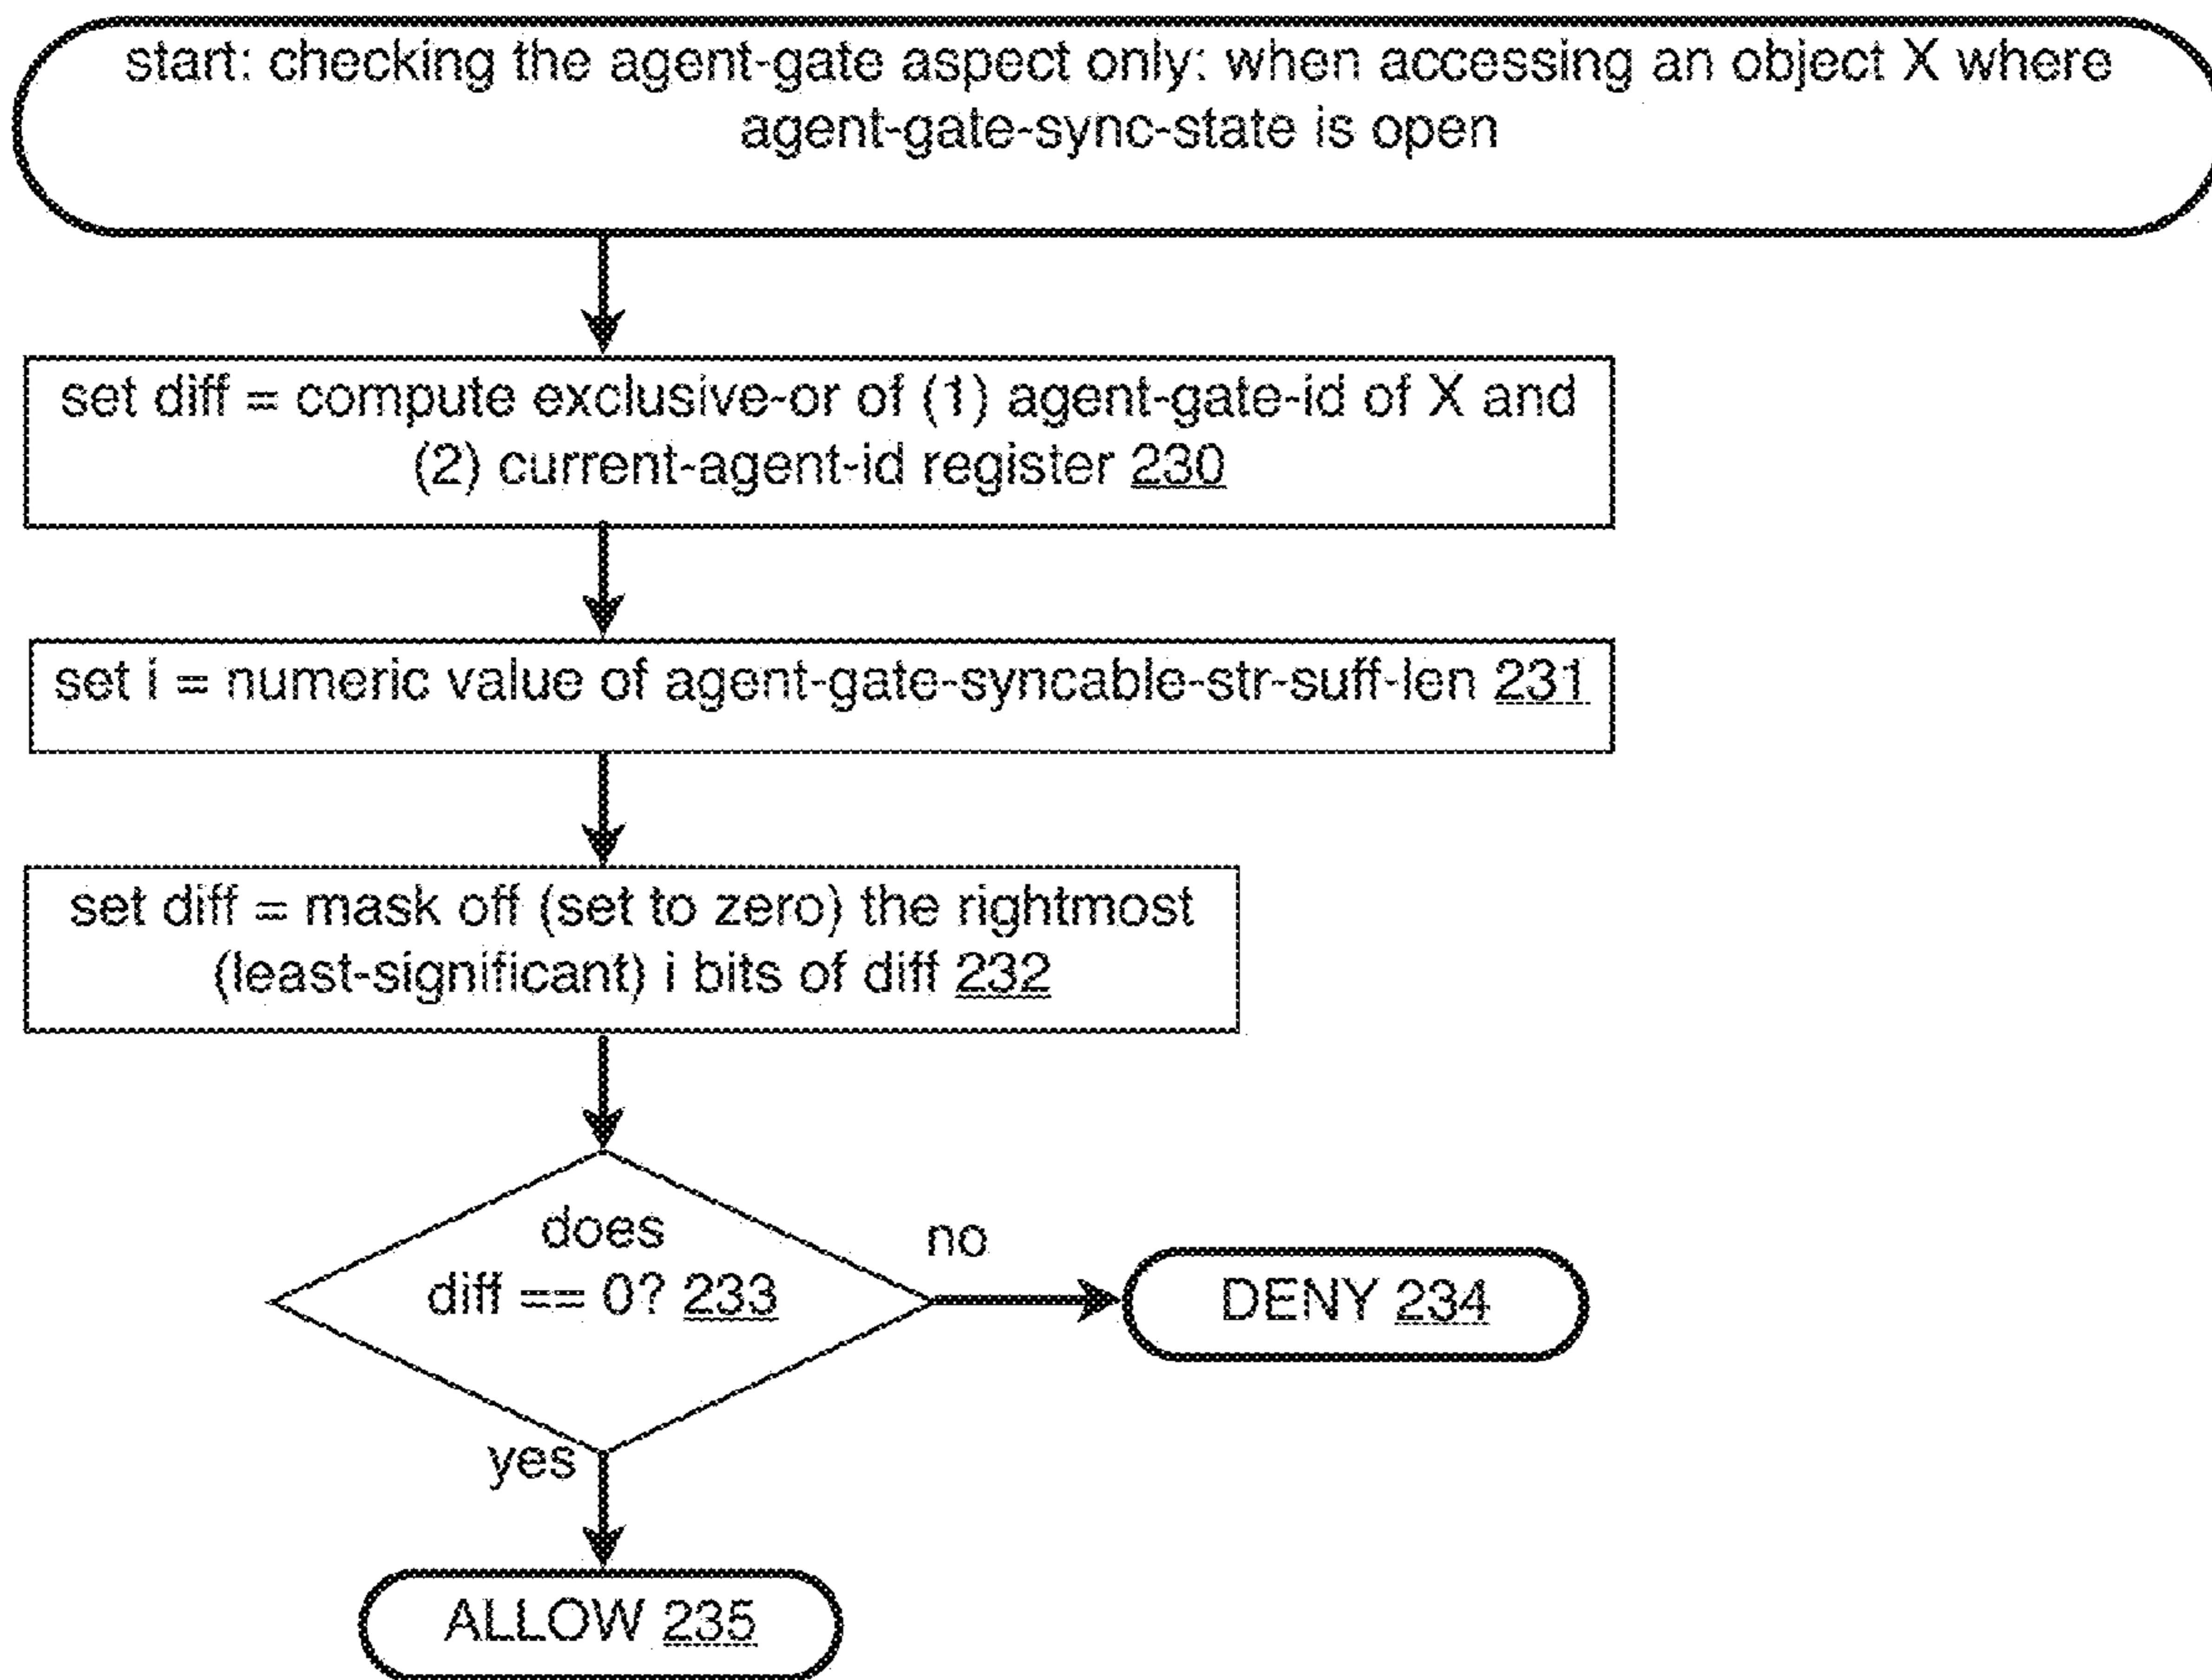 start: checking the agent-gate aspect only: when accessing an object X where
agent-gate-sync-state is open
set diff = compute exclusive-or of (1) agent-gate-id of X and
(2) current-agent-id register 230
set i = numeric value of agent-gate-syncable-str-suff-len 231
set diff = mask off (set to zero) the rightmost
(least-significant) i bits of diff 232
does
diff == 0? 233
no
DENY 234
yes
ALLOW 235